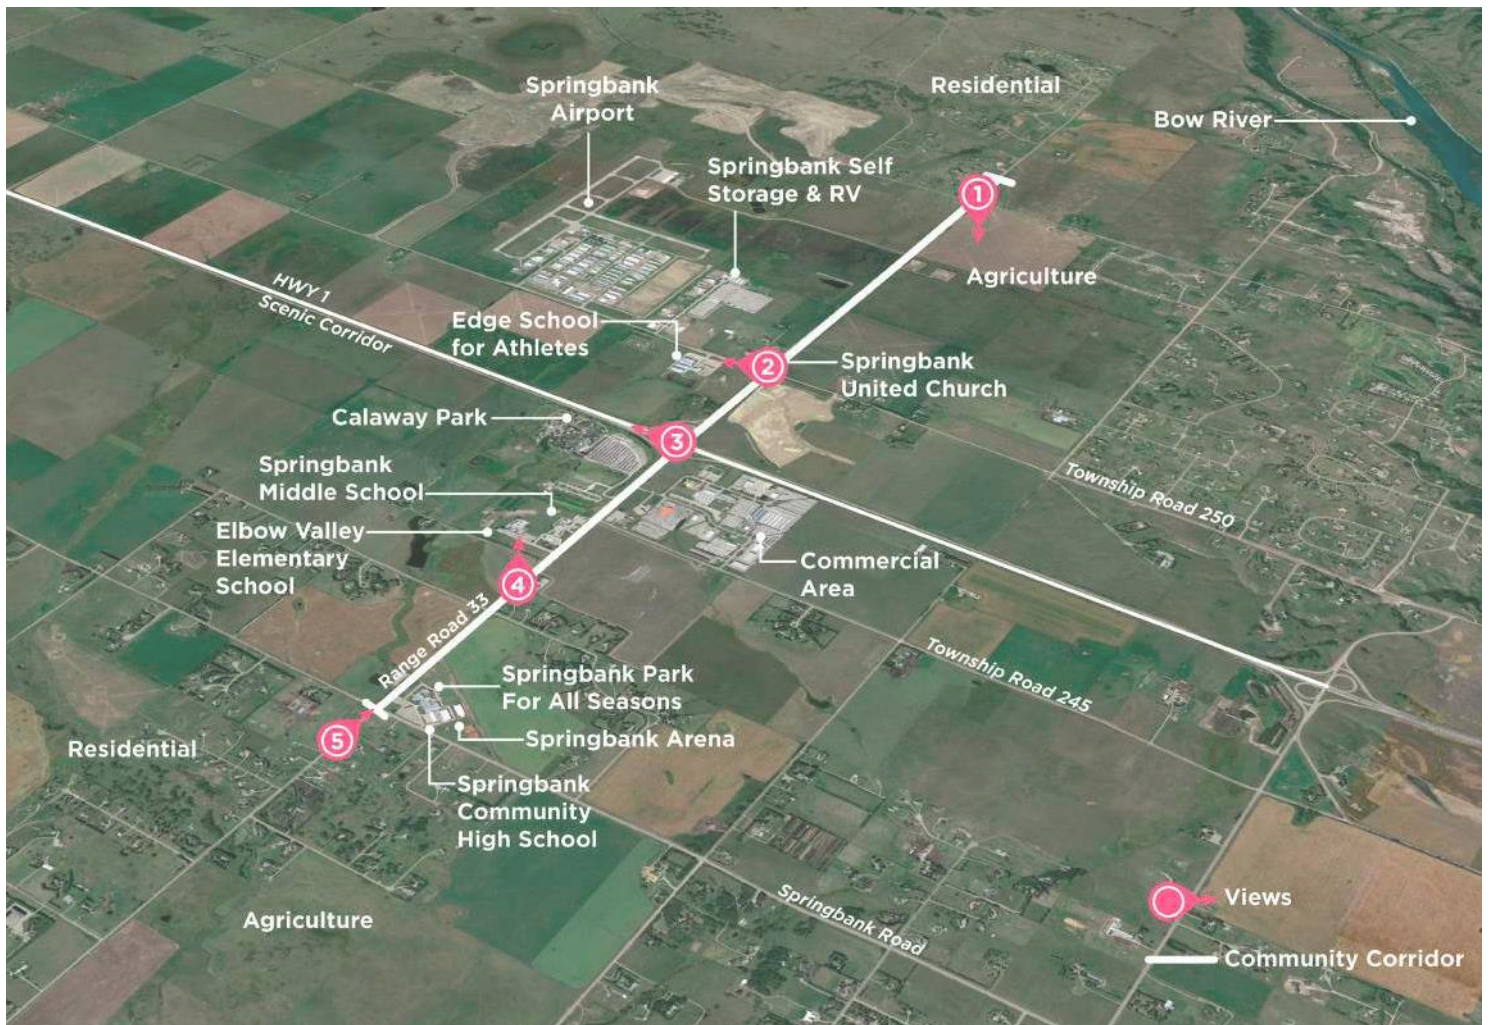 Springbank
Airport
Residential
Bow River
Springbank Self
Storage & RV
1
Agriculture
HWY 1
Scenic Corridor
Edge School
for Athletes
2
Springbank
United Church
Calaway Park
3
Springbank
Middle School
Township Road 250
Elbow Valley
Elementary
School
Commercial
Area
4
Range Road 33
Township Road 245
Springbank Park
For All Seasons
5
Springbank Arena
Residential
Springbank
Community
High School
Agriculture
Springbank Road
Views
Community Corridor